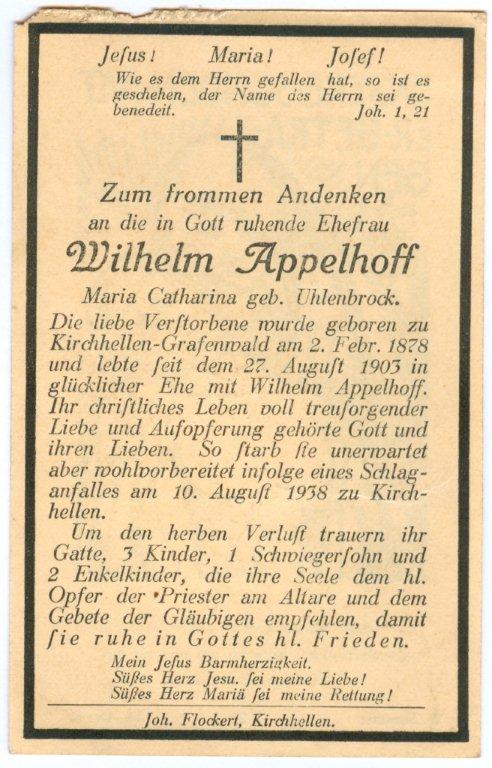 Jesus! Maria! Josef!
Wie es dem Herrn gefallen hat, so ist es
geschehen, der Name des Herrn sei ge-
benedeit. Joh. 1, 21
Zum frommen Andenken
an die in Gott ruhende Ehefrau
Wilhelm Appelhoff
Maria Catharina geb. Uhlenbrock.
Die liebe Verstorbene wurde geboren zu
Kirchhellen-Grafenwald am 2. Febr. 1878
und lebte seit dem 27. August 1903 in
glücklicher Ehe mit Wilhelm Appelhoff.
Ihr christliches Leben voll treusorgender
Liebe und Aufopferung gehörte Gott und
ihren Lieben. So starb sie unerwartet
aber wohlvorbereitet infolge eines Schlag-
anfalles am 10. August 1938 zu Kirch-
hellen.
Um den herben Verlust trauern ihr
Gatte, 3 Kinder, 1 Schwiegersohn und
2 Enkelkinder, die ihre Seele dem hl.
Opfer der Priester am Altare und dem
Gebete der Gläubigen empfehlen, damit
sie ruhe in Gottes hl. Frieden.
Mein Jesus Barmherzigkeit.
Süßes Herz Jesu. sei meine Liebe!
Süßes Herz Mariä sei meine Rettung!
Joh. Flockert, Kirchhellen.